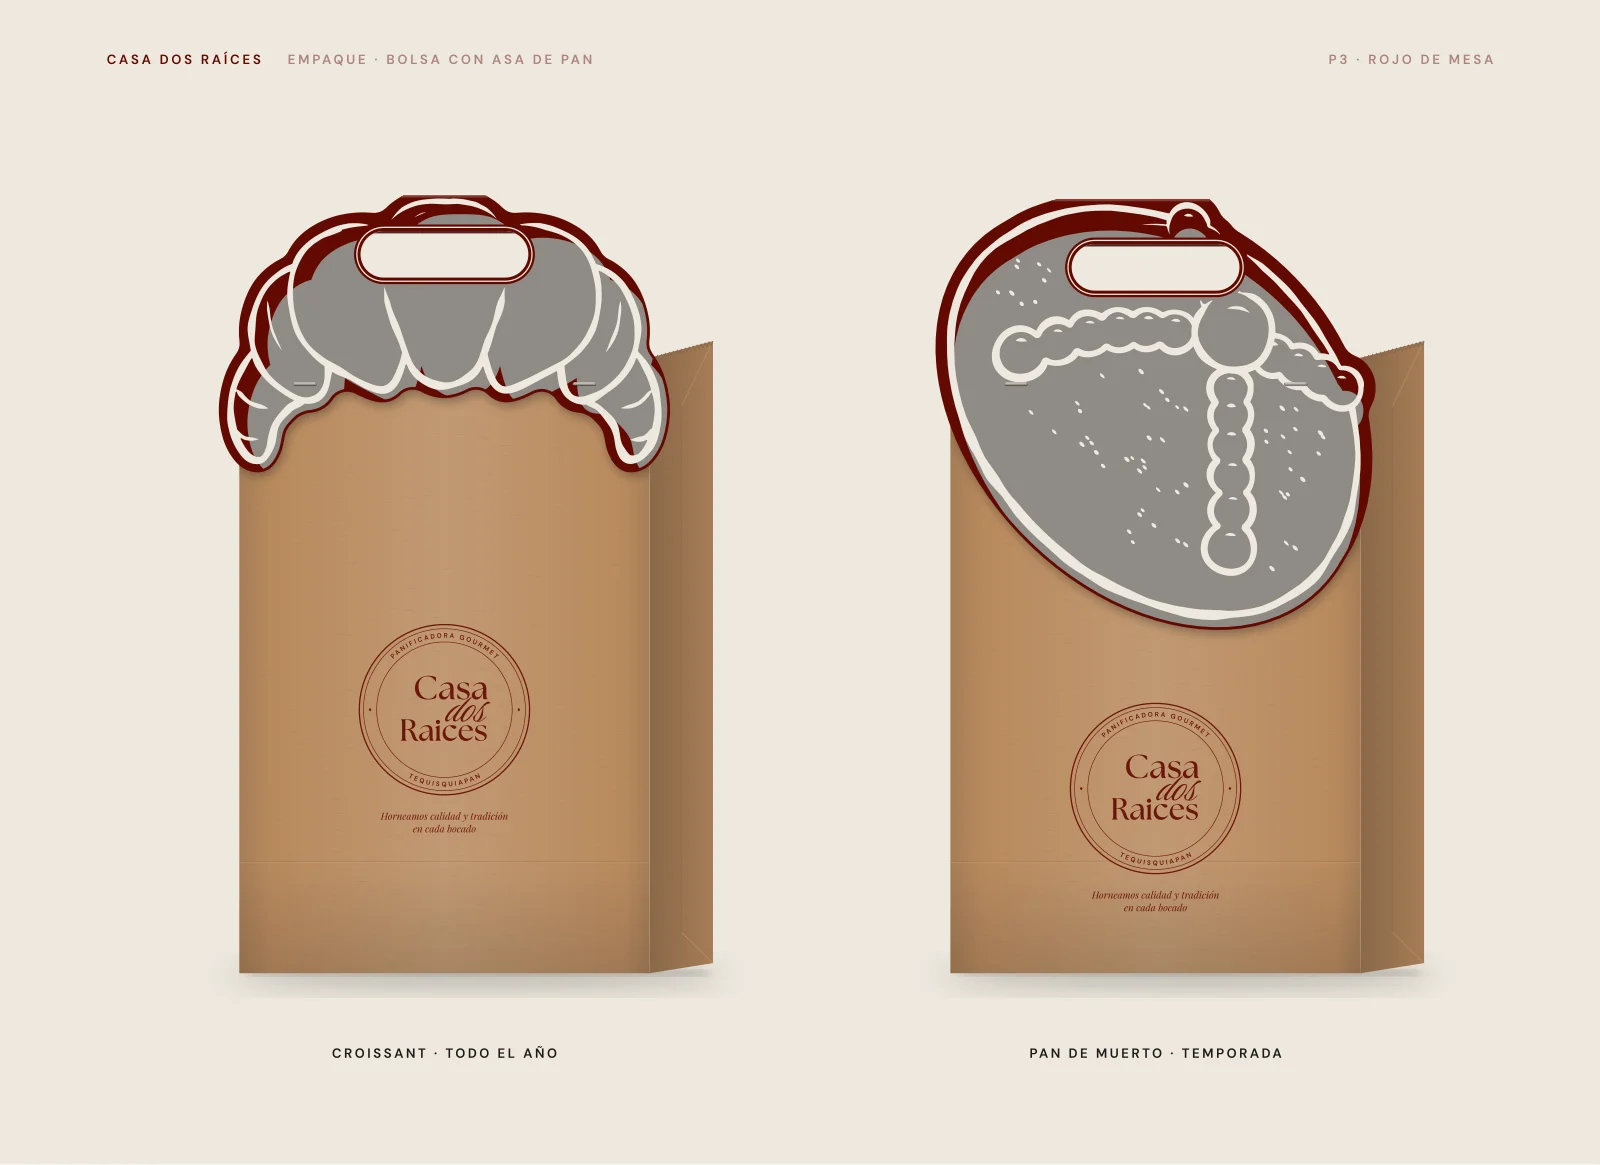 CASA DOS RAÍCES EMPAQUE · BOLSA CON ASA DE PAN
P3 · ROJO DE MESA
PANIFICADORA GOURMET
Casa
dos
Raices
TEQUISQUIAPAN
Horneamos calidad y tradición
en cada bocado
PANIFICADORA GOURMET
Casa
dos
Raices
TEQUISQUIAPAN
Horneamos calidad y tradición
en cada bocado
CROISSANT · TODO EL AÑO
PAN DE MUERTO · TEMPORADA